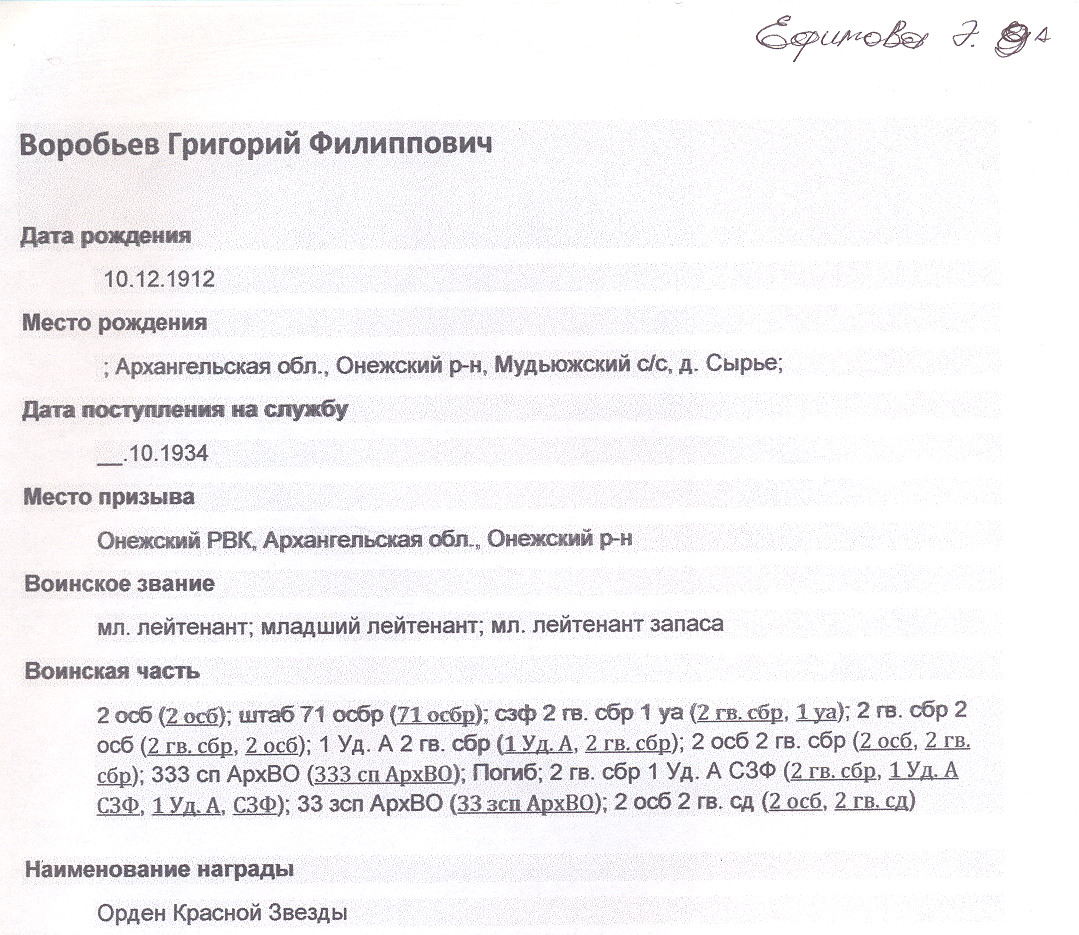 Ефимова Э.
Воробьев Григорий Филиппович
Дата рождения
10.12.1912
Место рождения
; Архангельская обл., Онежский р-н, Мудьюжский с/с, д. Сырье;
Дата поступления на службу
__.10.1934
Место призыва
Онежский РВК, Архангельская обл., Онежский р-н
Воинское звание
мл. лейтенант; младший лейтенант; мл. лейтенант запаса
Воинская часть
2 осб (2 осб); штаб 71 осбр (71 осбр); сзф 2 гв. сбр 1 уа (2 гв. сбр, 1 уа); 2 гв. сбр 2
осб (2 гв. сбр, 2 осб); 1 Уд. А 2 гв. сбр (1 Уд. А, 2 гв. сбр); 2 осб 2 гв. сбр (2 осб, 2 гв.
сбр); 333 сп АрхВО (333 сп АрхВО); Погиб; 2 гв. сбр 1 Уд. А СЗФ (2 гв. сбр, 1 Уд. А
СЗФ, 1 Уд. А, СЗФ); 33 зсп АрхВО (33 зсп АрхВО); 2 осб 2 гв. сд (2 осб, 2 гв. сд)
Наименование награды
Орден Красной Звезды